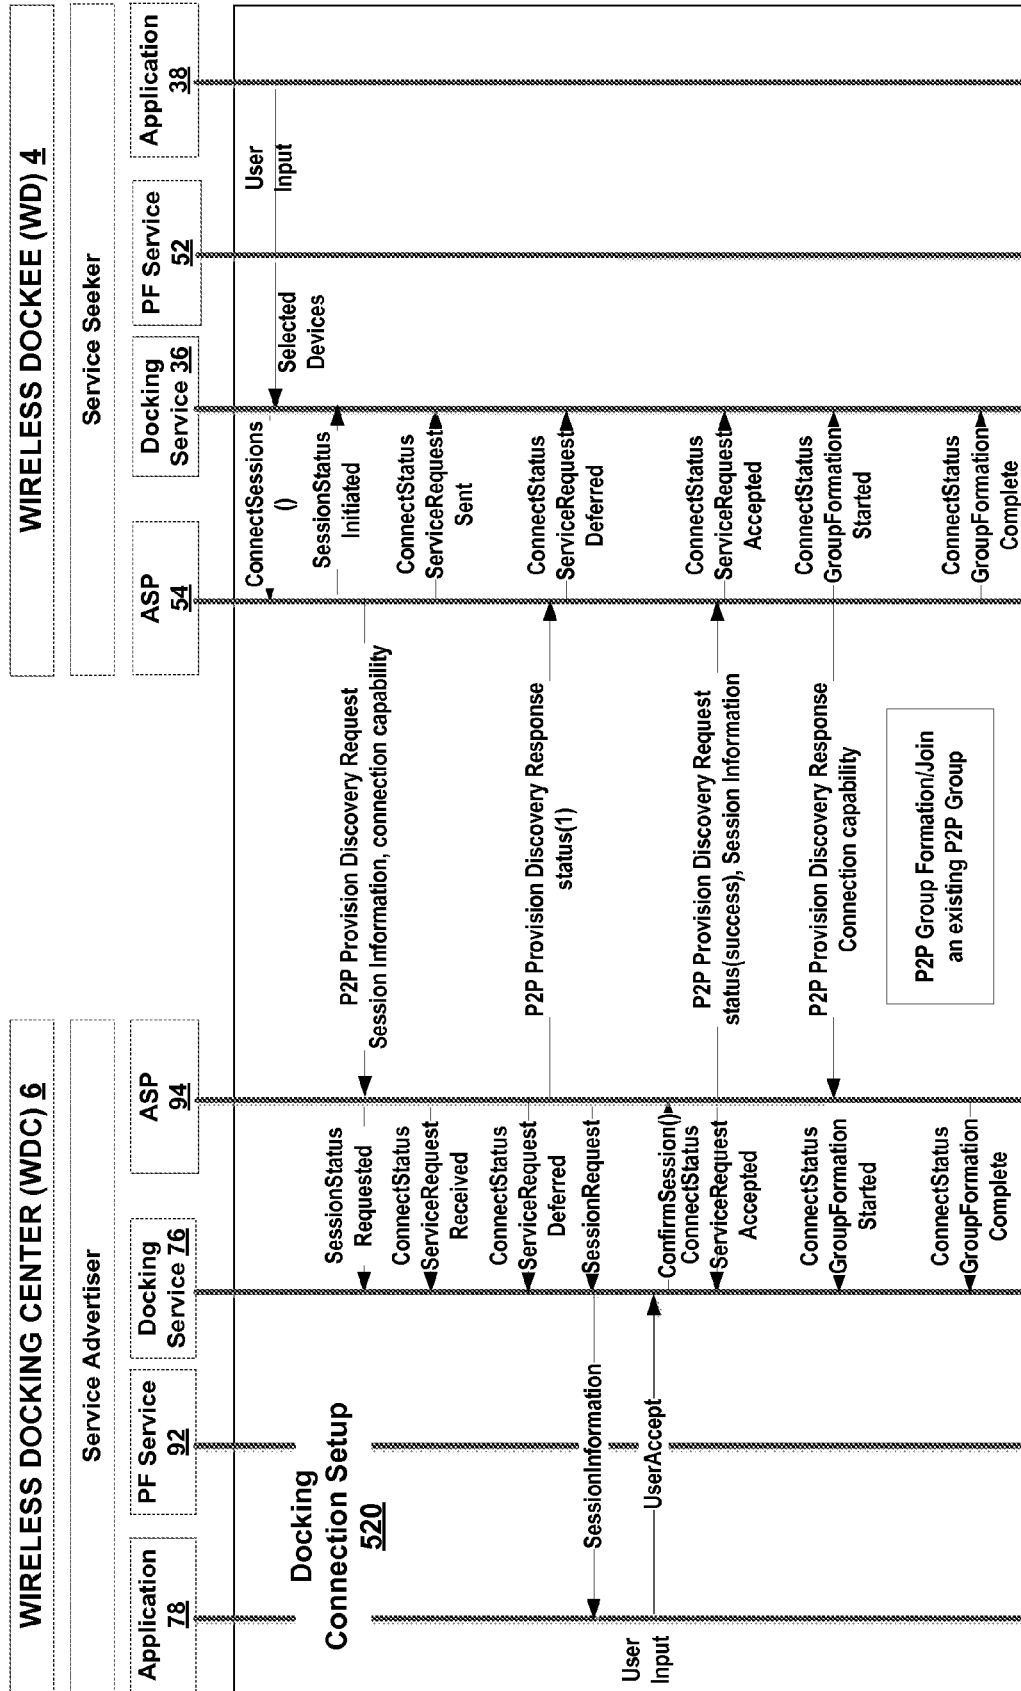 WIRELESS DOCKING CENTER (WDC) 6
WIRELESS DOCKEE (WD) 4
Service Advertiser
Service Seeker
Application
78
PF Service
92
Docking
Service 76
ASP
94
ASP
54
Docking
Service 36
PF Service
52
Application
38
Docking
Connection Setup
520
User
Input
Selected
Devices
ConnectSessions
()
SessionStatus
Initiated
P2P Provision Discovery Request
Session Information, connection capability
SessionStatus
Requested
ConnectStatus
ServiceRequest
Received
ConnectStatus
ServiceRequest
Sent
P2P Provision Discovery Response
status(1)
ConnectStatus
ServiceRequest
Deferred
ConnectStatus
ServiceRequest
Deferred
SessionRequest
SessionInformation
User
Input
UserAccept
ConfirmSession()
ConnectStatus
ServiceRequest
Accepted
P2P Provision Discovery Request
status(success), Session Information
ConnectStatus
ServiceRequest
Accepted
P2P Provision Discovery Response
Connection capability
ConnectStatus
GroupFormation
Started
ConnectStatus
GroupFormation
Started
P2P Group Formation/Join
an existing P2P Group
ConnectStatus
GroupFormation
Complete
ConnectStatus
GroupFormation
Complete